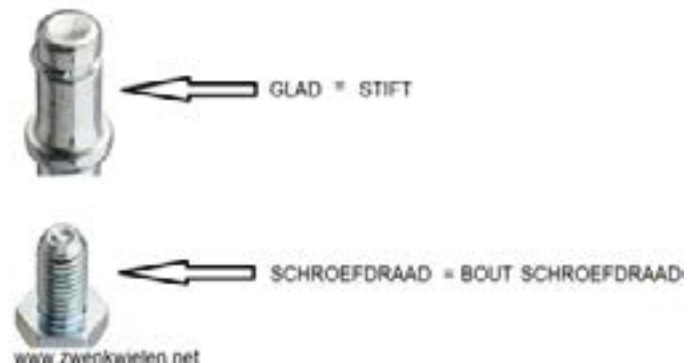 GLAD = STIFT
SCHROEFDRAAD = BOUT SCHROEFDRAAD
www.zwenkwielen.net